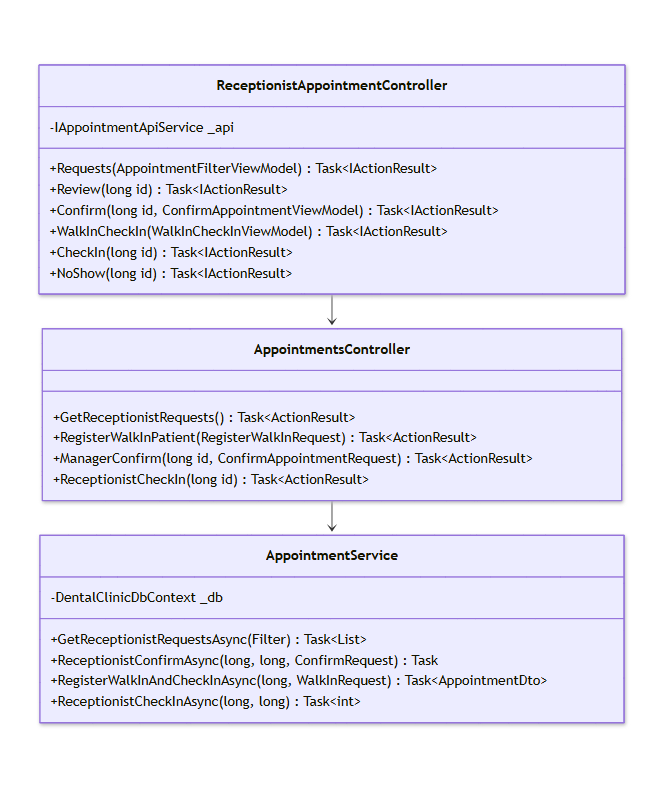 ReceptionistAppointmentController
-IAppointmentApiService _api
+Requests(AppointmentFilterViewModel) : Task<IActionResult>
+Review(long id) : Task<IActionResult>
+Confirm(long id, ConfirmAppointmentViewModel) : Task<IActionResult>
+WalkInCheckIn(WalkInCheckInViewModel) : Task<IActionResult>
+CheckIn(long id) : Task<IActionResult>
+NoShow(long id) : Task<IActionResult>
AppointmentsController
+GetReceptionistRequests() : Task<ActionResult>
+RegisterWalkInPatient(RegisterWalkInRequest) : Task<ActionResult>
+ManagerConfirm(long id, ConfirmAppointmentRequest) : Task<ActionResult>
+ReceptionistCheckIn(long id) : Task<ActionResult>
AppointmentService
-DentalClinicDbContext _db
+GetReceptionistRequestsAsync(Filter) : Task<List>
+ReceptionistConfirmAsync(long, long, ConfirmRequest) : Task
+RegisterWalkInAndCheckInAsync(long, WalkInRequest) : Task<AppointmentDto>
+ReceptionistCheckInAsync(long, long) : Task<int>